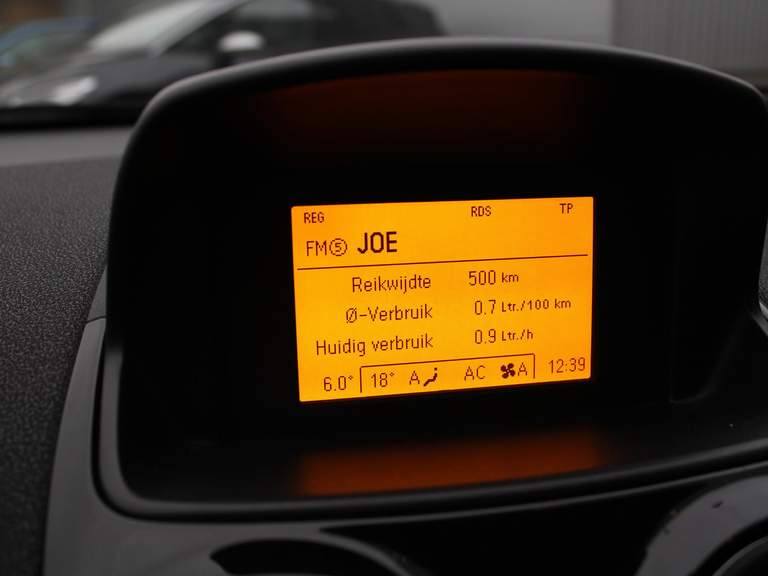 REG RDS TP
FM⑤ JOE
Reikwijdte 500 km
Ø-Verbruik 0.7 Ltr./100 km
Huidig verbruik 0.9 Ltr./h
6.0° 18° A AC A 12:39